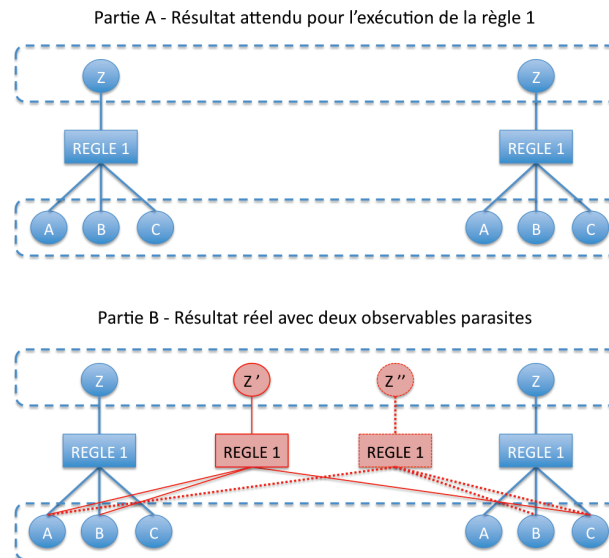 Partie A - Résultat attendu pour l'exécution de la règle 1
Z Z
REGLE 1 REGLE 1
A B C A B C
Partie B - Résultat réel avec deux observables parasites
Z Z' Z'' Z
REGLE 1 REGLE 1 REGLE 1 REGLE 1
A B C A B C